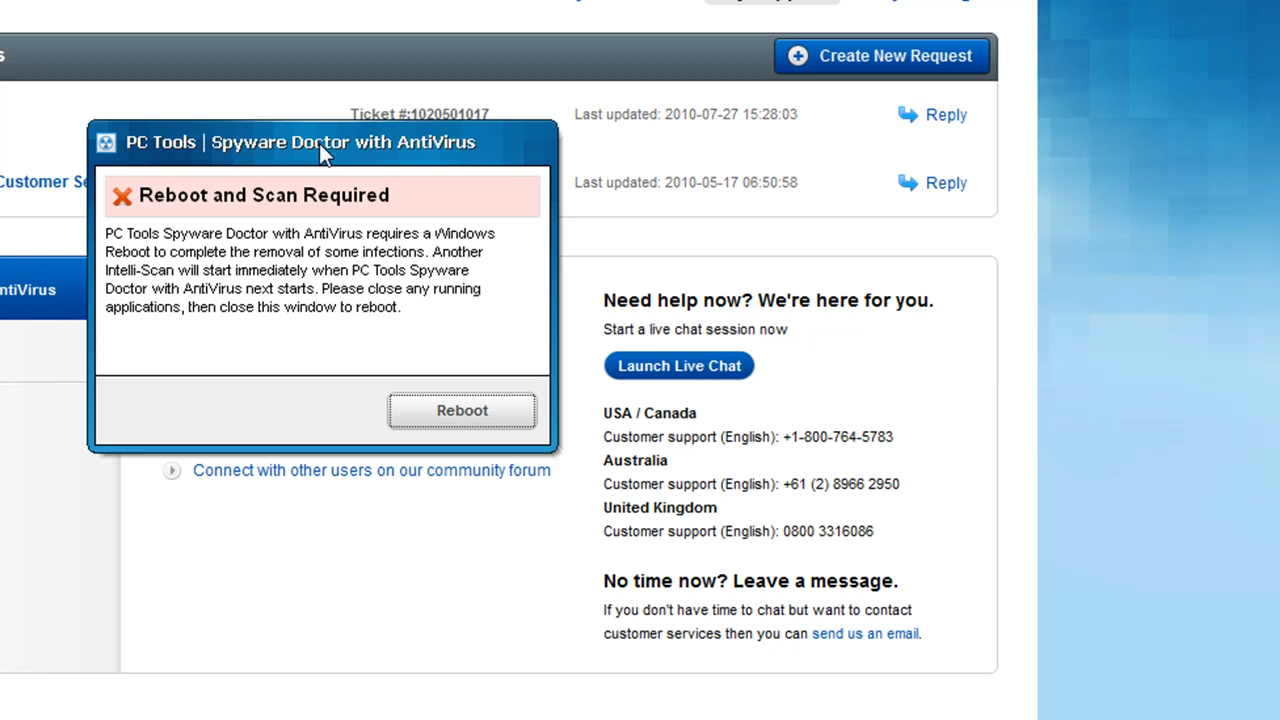 s
Create New Request
Ticket #:1020501017
Last updated: 2010-07-27 15:28:03
Reply
PC Tools | Spyware Doctor with AntiVirus
Customer Se
Last updated: 2010-05-17 06:50:58
Reply
Reboot and Scan Required
PC Tools Spyware Doctor with AntiVirus requires a Windows
Reboot to complete the removal of some infections. Another
Intelli-Scan will start immediately when PC Tools Spyware
Doctor with AntiVirus next starts. Please close any running
applications, then close this window to reboot.
Reboot
ntiVirus
Connect with other users on our community forum
Need help now? We're here for you.
Start a live chat session now
Launch Live Chat
USA / Canada
Customer support (English): +1-800-764-5783
Australia
Customer support (English): +61 (2) 8966 2950
United Kingdom
Customer support (English): 0800 3316086
No time now? Leave a message.
If you don't have time to chat but want to contact
customer services then you can send us an email.